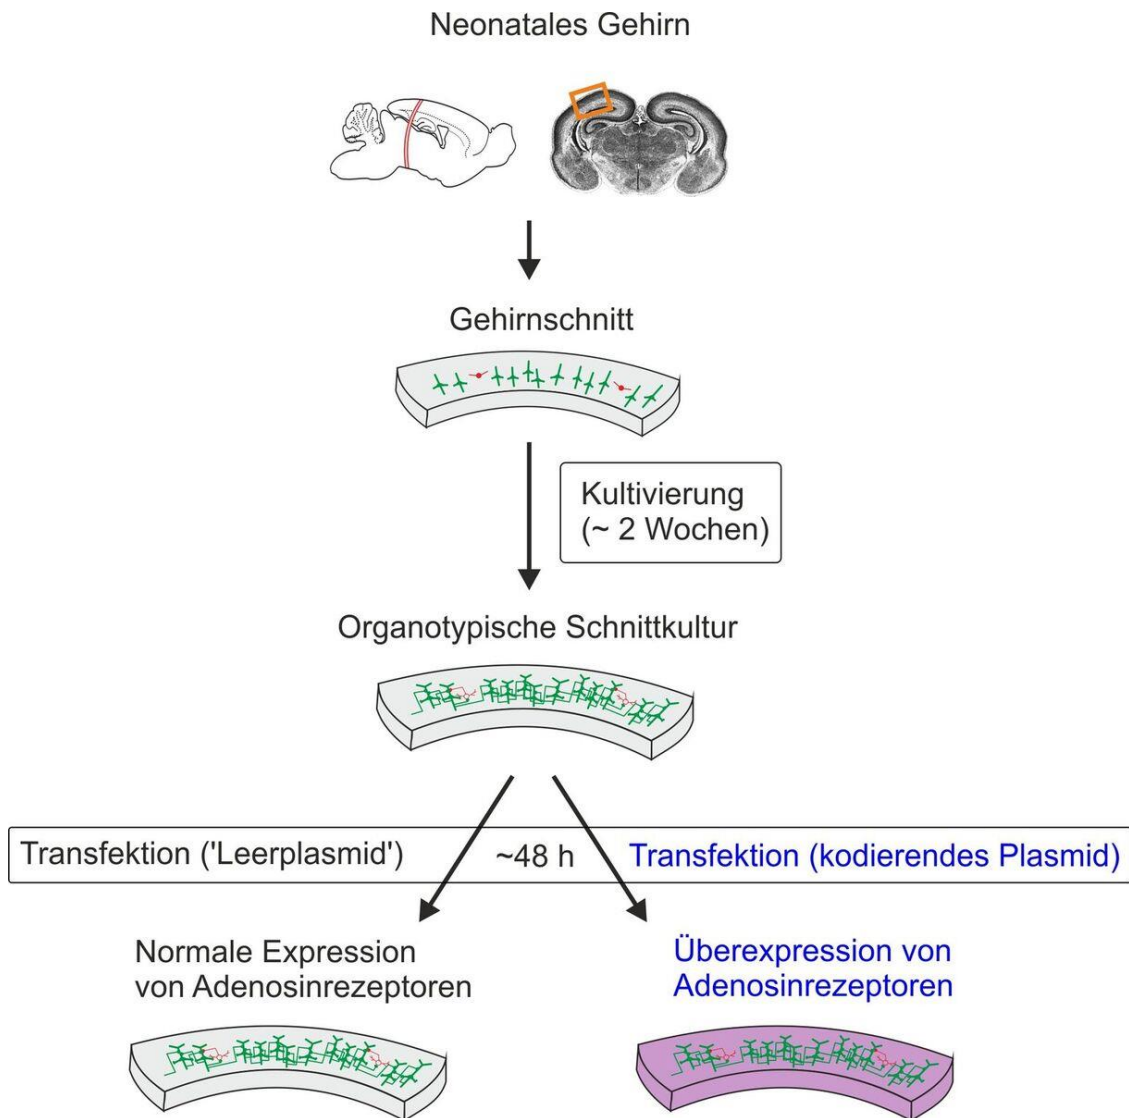 Neonatales Gehirn
Gehirnschnitt
Kultivierung
(~ 2 Wochen)
Organotypische Schnittkultur
Transfektion ('Leerplasmid')
~48 h
Transfektion (kodierendes Plasmid)
Normale Expression
von Adenosinrezeptoren
Überexpression von
Adenosinrezeptoren